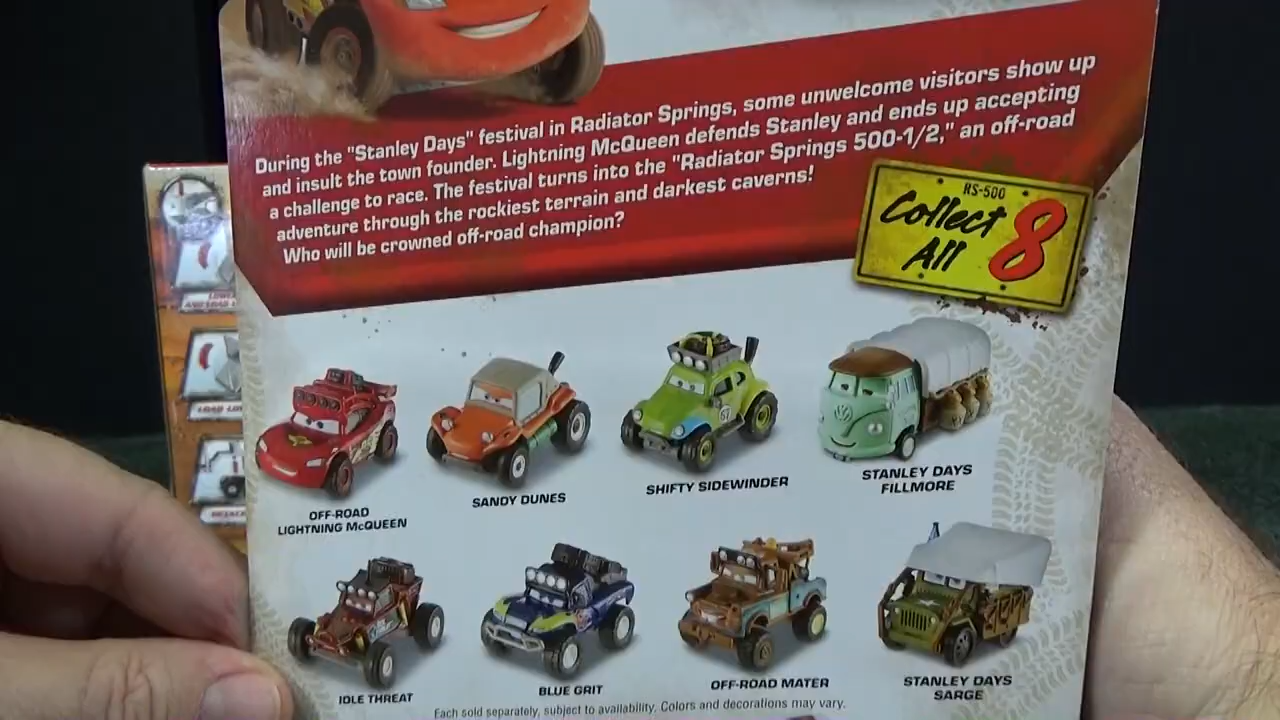 During the "Stanley Days" festival in Radiator Springs, some unwelcome visitors show up
and insult the town founder. Lightning McQueen defends Stanley and ends up accepting
a challenge to race. The festival turns into the "Radiator Springs 500-1/2," an off-road
adventure through the rockiest terrain and darkest caverns!
Who will be crowned off-road champion?
RS-500
Collect
All 8
OFF-ROAD
LIGHTNING McQUEEN
SANDY DUNES
SHIFTY SIDEWINDER
STANLEY DAYS
FILLMORE
IDLE THREAT
BLUE GRIT
OFF-ROAD MATER
STANLEY DAYS
SARGE
Each sold separately, subject to availability. Colors and decorations may vary.